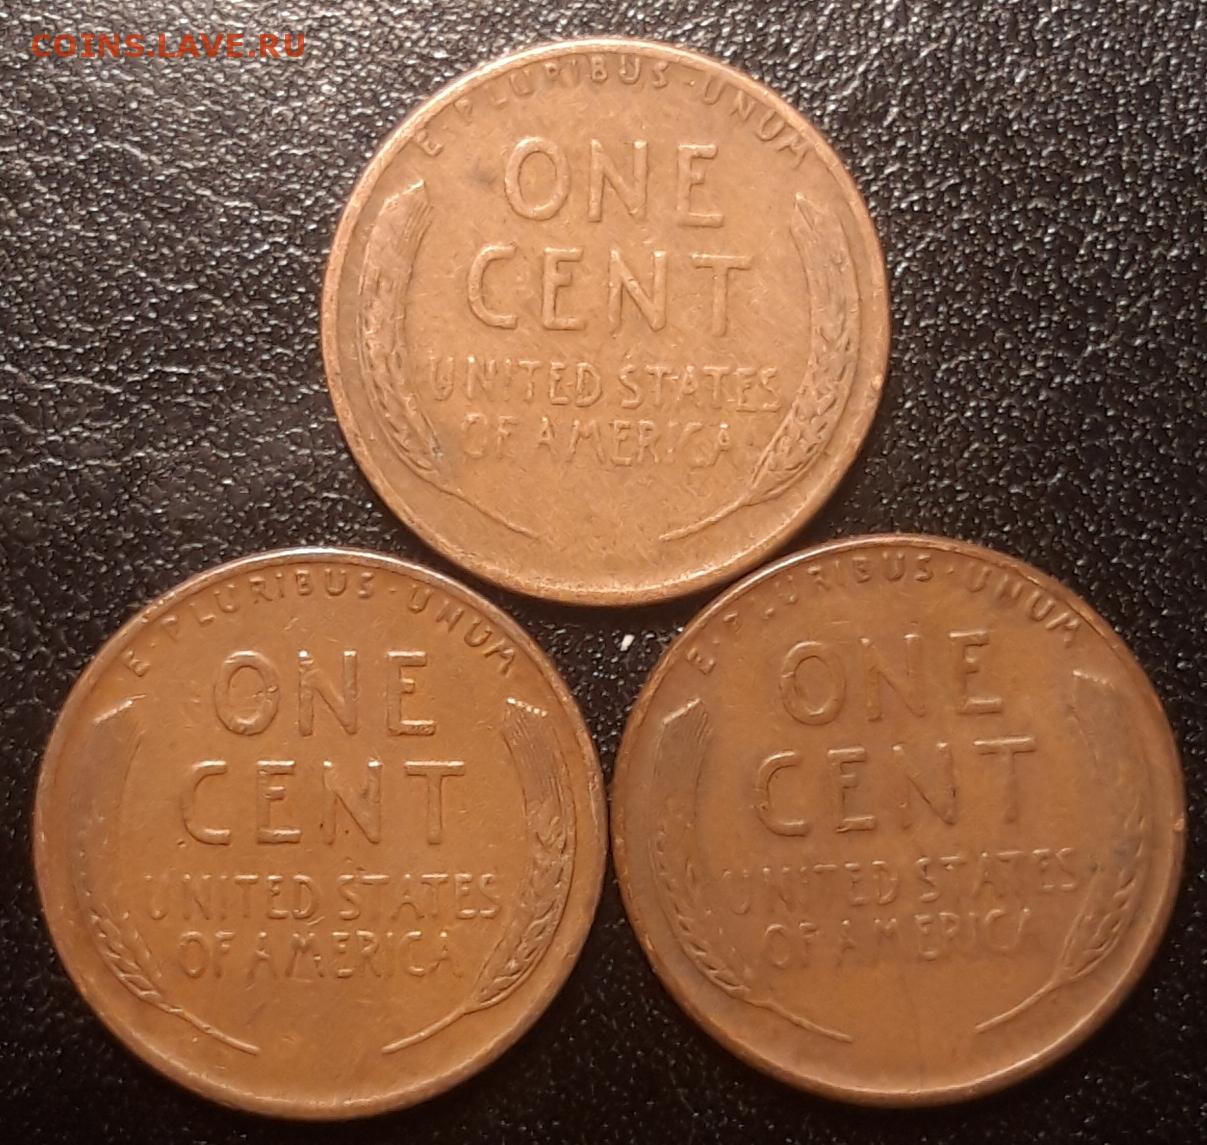 COINS.LAVE.RU
E·PLURIBUS·UNUM
ONE
CENT
UNITED STATES
OF AMERICA
E·PLURIBUS·UNUM
ONE
CENT
UNITED STATES
OF AMERICA
E·PLURIBUS·UNUM
ONE
CENT
UNITED STATES
OF AMERICA